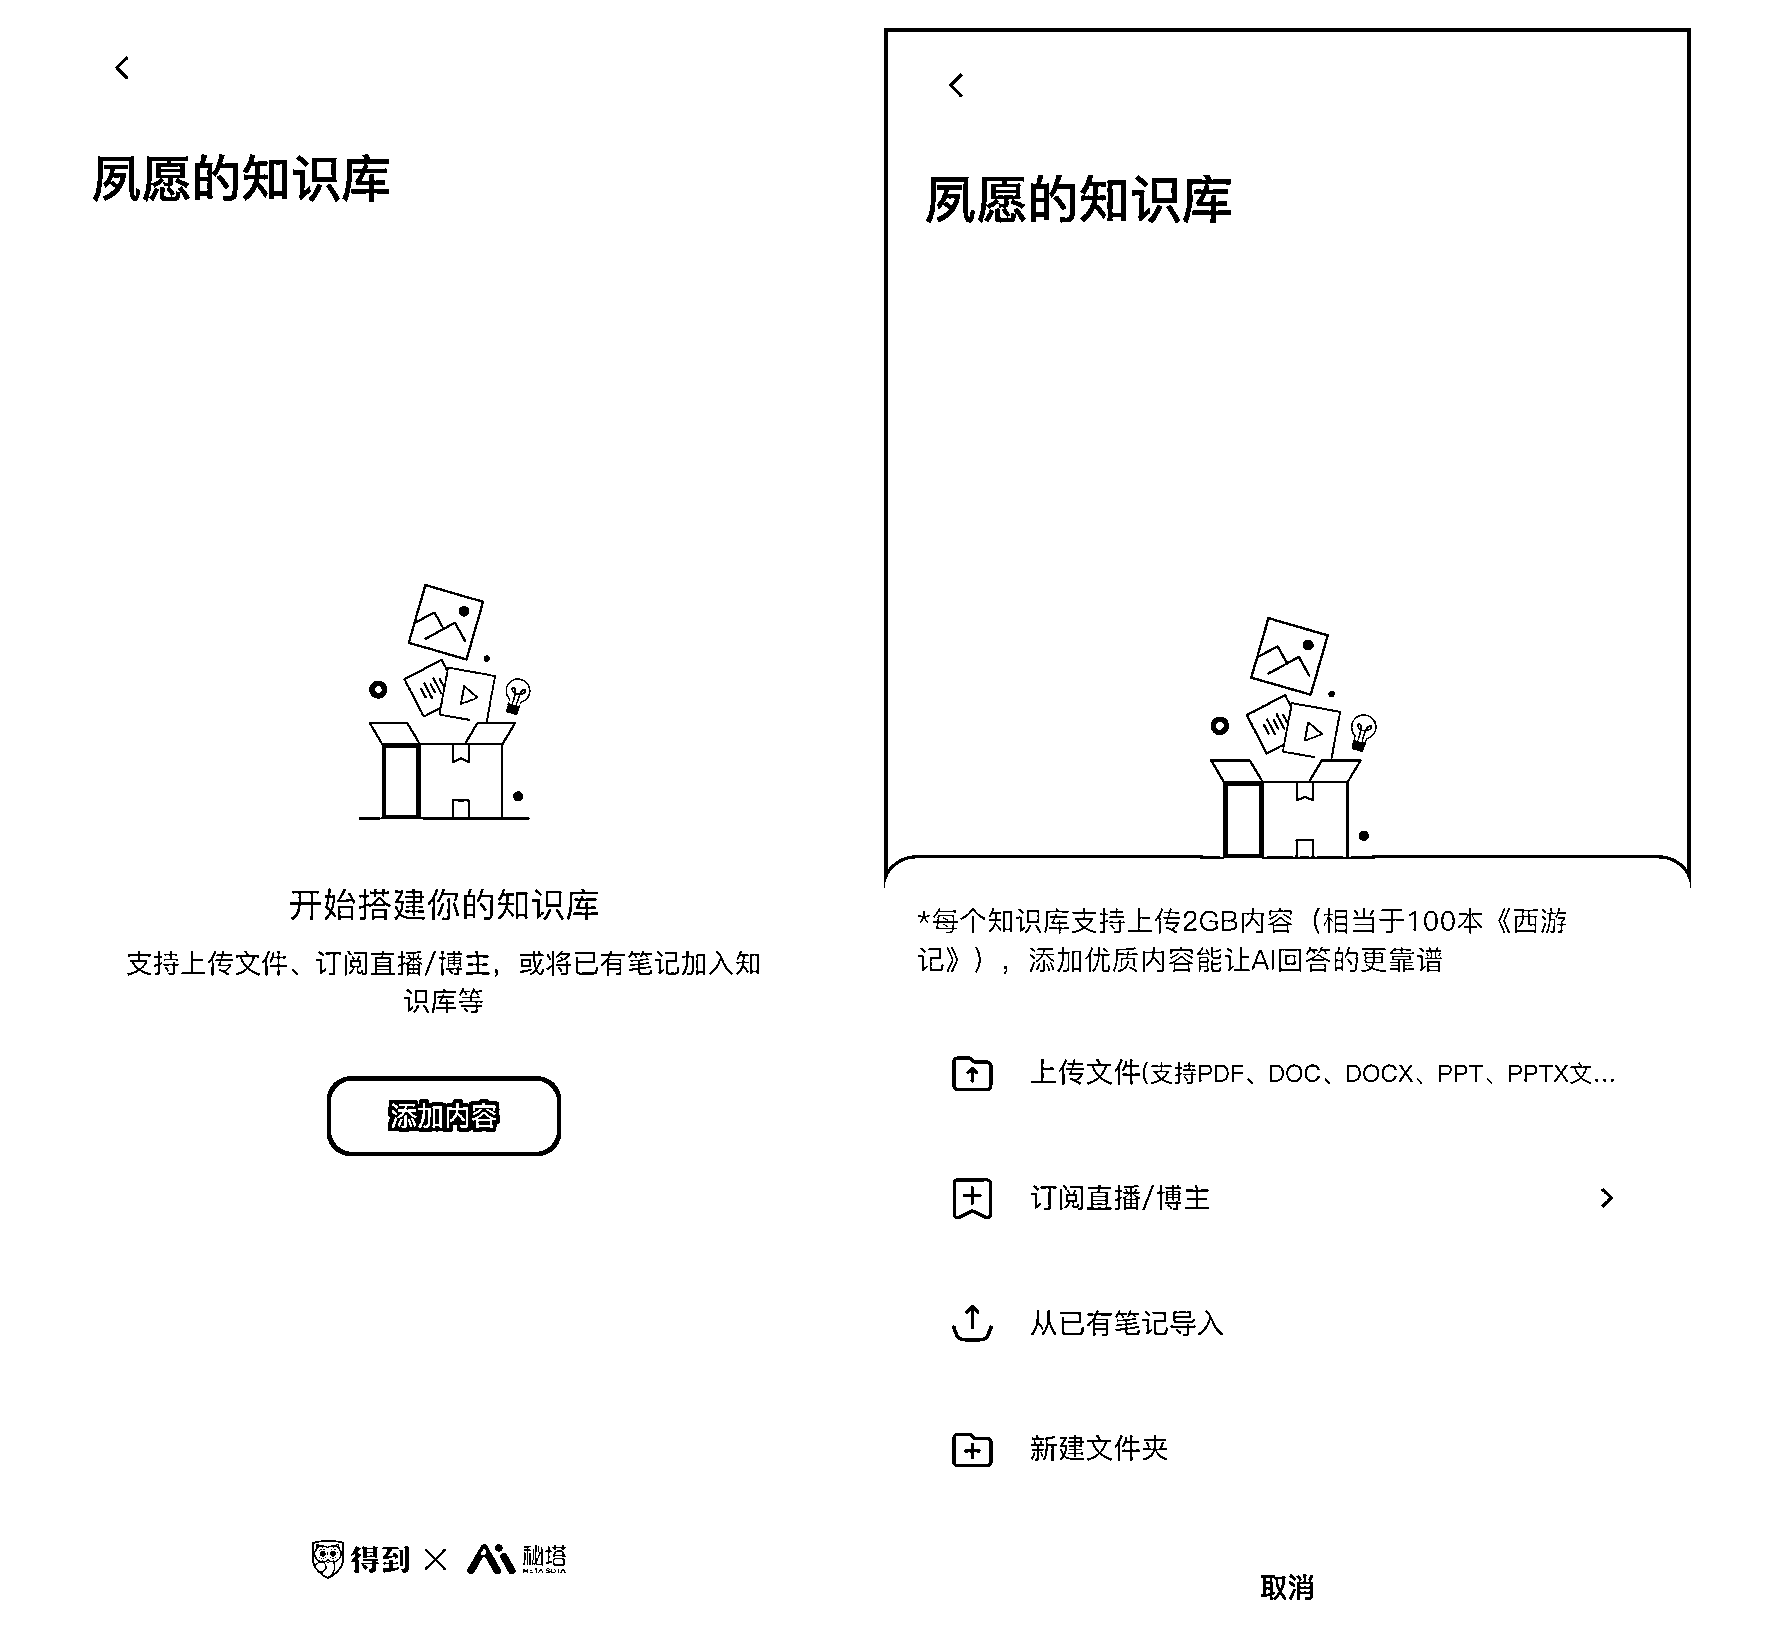 夙愿的知识库
开始搭建你的知识库
支持上传文件、订阅直播/博主，或将已有笔记加入知
识库等
添加内容
得到 × 秘塔
METASOTA
夙愿的知识库
*每个知识库支持上传2GB内容（相当于100本《西游
记》），添加优质内容能让AI回答的更靠谱
上传文件(支持PDF、DOC、DOCX、PPT、PPTX文...
订阅直播/博主
从已有笔记导入
新建文件夹
取消